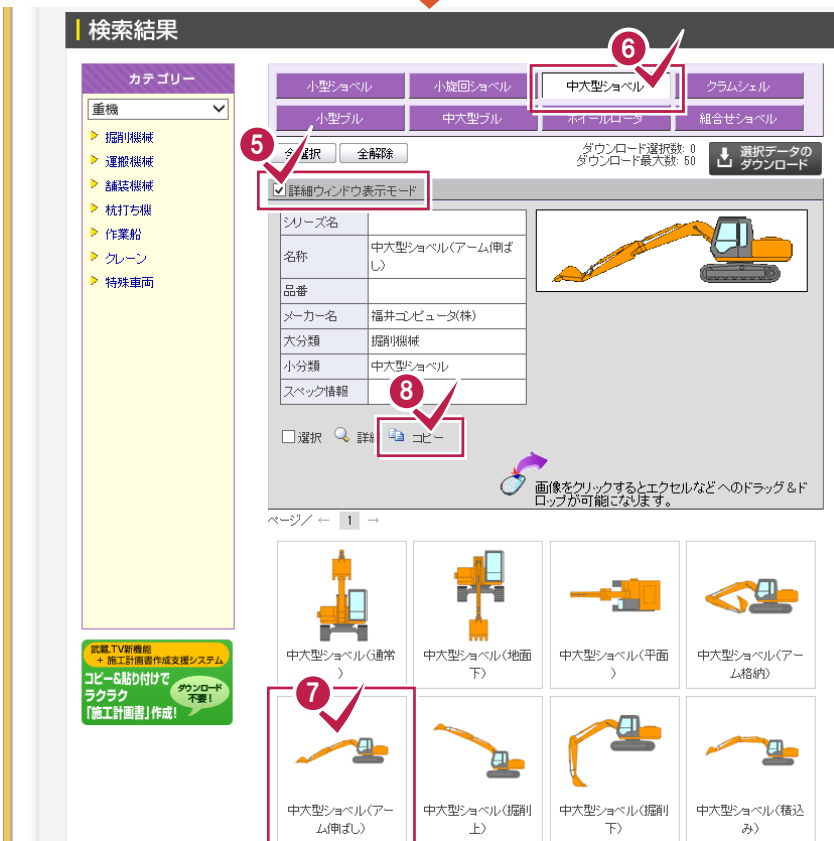 検索結果
6
カテゴリー
重機
掘削機械
運搬機械
舗装機械
杭打ち機
作業船
クレーン
特殊車両
小型ショベル
小旋回ショベル
中大型ショベル
クラムシェル
小型ブル
中大型ブル
ホイールローダ
組合せショベル
5
全選択
全解除
ダウンロード選択数: 0
ダウンロード最大数: 50
選択データの
ダウンロード
詳細ウィンドウ表示モード
シリーズ名
名称
中大型ショベル(アーム伸ば
し)
品番
メーカー名
福井コンピュータ(株)
大分類
掘削機械
小分類
中大型ショベル
スペック情報
8
選択
詳細
コピー
画像をクリックするとエクセルなどへのドラッグ&ド
ロップが可能になります。
ページ/ ← 1 →
中大型ショベル(通常
)
中大型ショベル(地面
下)
中大型ショベル(平面
)
中大型ショベル(アー
ム格納)
武蔵.TV新機能
+ 施工計画書作成支援システム
コピー&貼り付けで
ラクラク
「施工計画書」作成!
ダウンロード
不要!
7
中大型ショベル(アー
ム伸ばし)
中大型ショベル(掘削
上)
中大型ショベル(掘削
下)
中大型ショベル(積込
み)